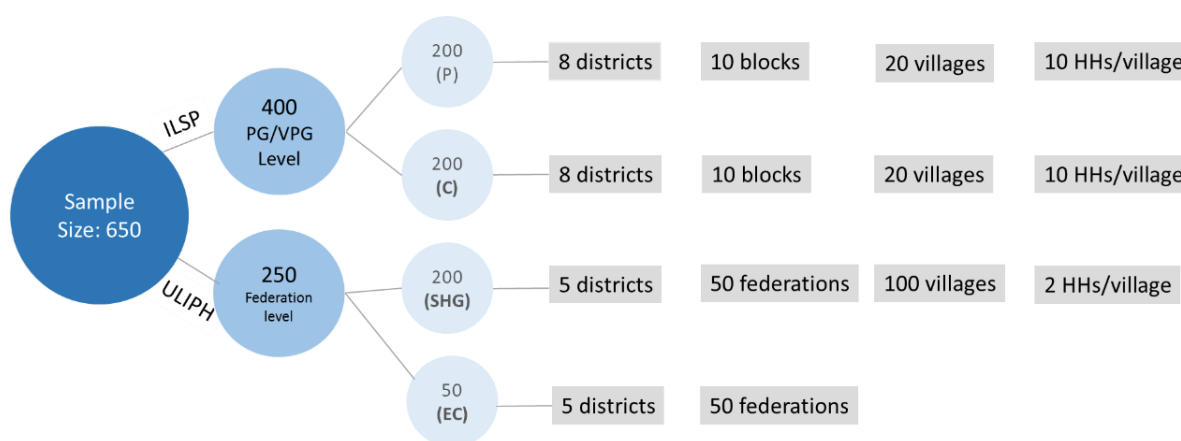 Sample
Size: 650
ILSP
400
PG/VPG
Level
200
(P)
8 districts
10 blocks
20 villages
10 HHs/village
200
(C)
8 districts
10 blocks
20 villages
10 HHs/village
ULIPH
250
Federation
level
200
(SHG)
5 districts
50 federations
100 villages
2 HHs/village
50
(EC)
5 districts
50 federations